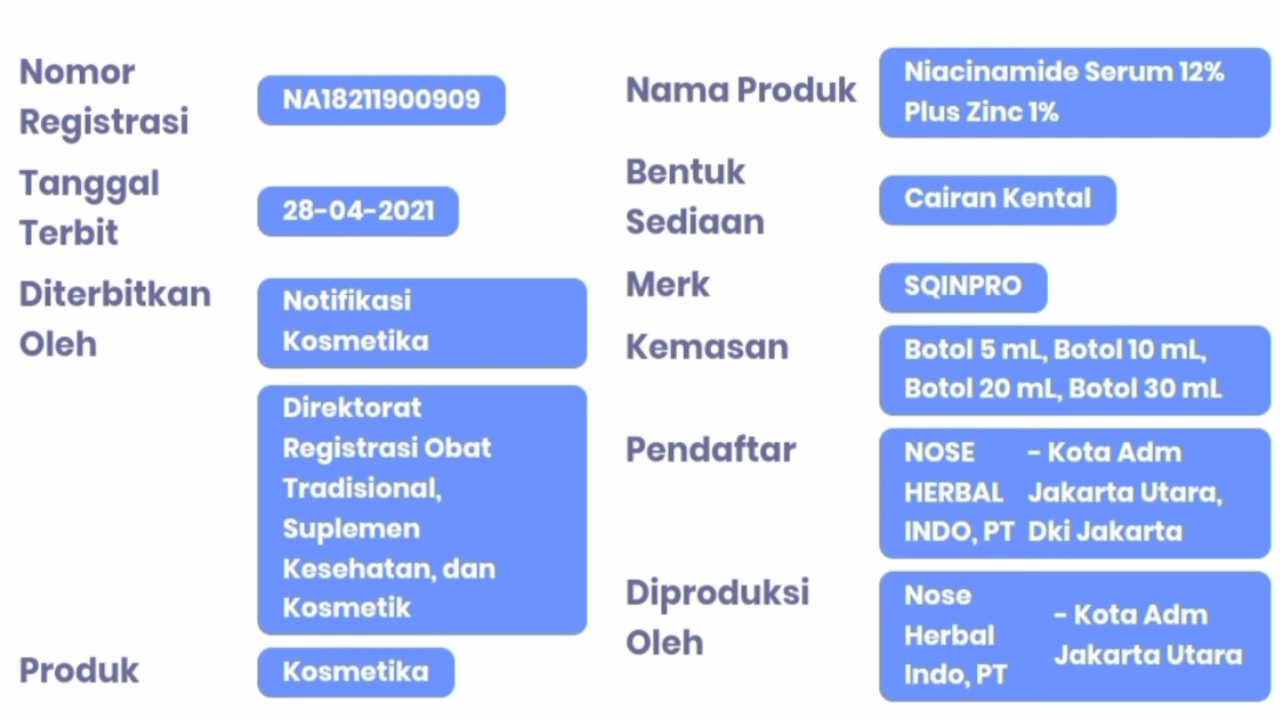 Nomor
Registrasi
NA18211900909
Tanggal
Terbit
28-04-2021
Diterbitkan
Oleh
Notifikasi
Kosmetika
Direktorat
Registrasi Obat
Tradisional,
Suplemen
Kesehatan, dan
Kosmetik
Produk
Kosmetika
Nama Produk
Niacinamide Serum 12%
Plus Zinc 1%
Bentuk
Sediaan
Cairan Kental
Merk
SQINPRO
Kemasan
Botol 5 mL, Botol 10 mL,
Botol 20 mL, Botol 30 mL
Pendaftar
NOSE
HERBAL
INDO, PT
- Kota Adm
Jakarta Utara,
Dki Jakarta
Diproduksi
Oleh
Nose
Herbal
Indo, PT
- Kota Adm
Jakarta Utara